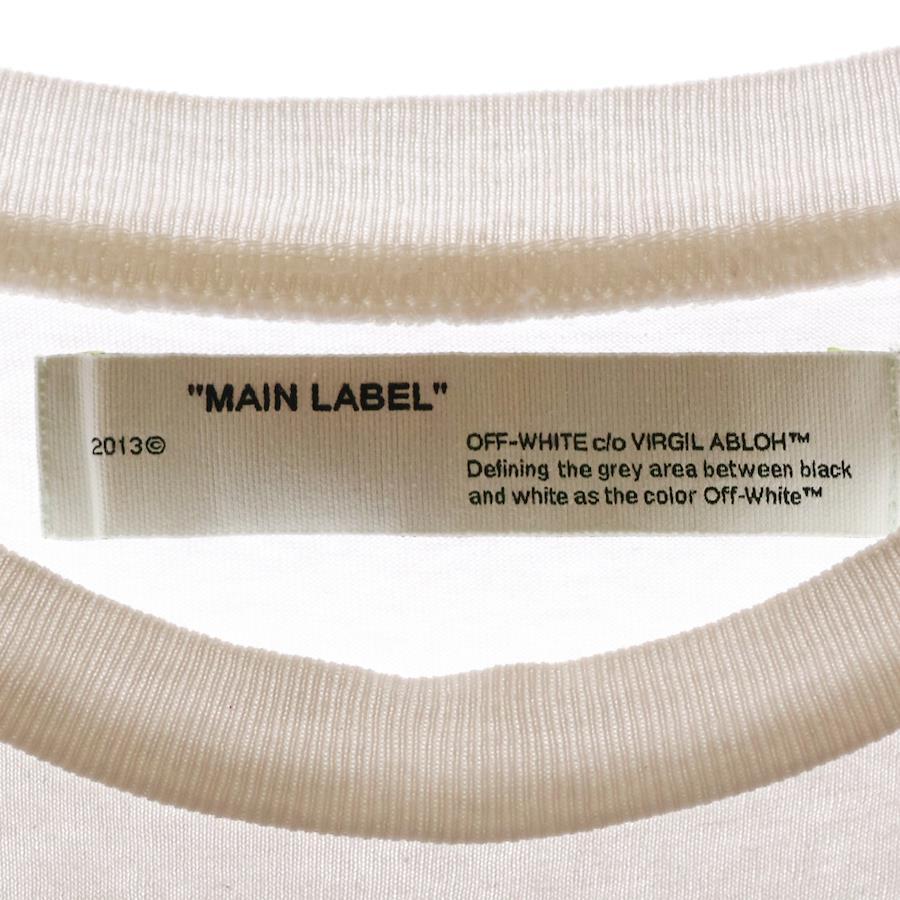 "MAIN LABEL"
2013©
OFF-WHITE c/o VIRGIL ABLOH™
Defining the grey area between black
and white as the color Off-White™